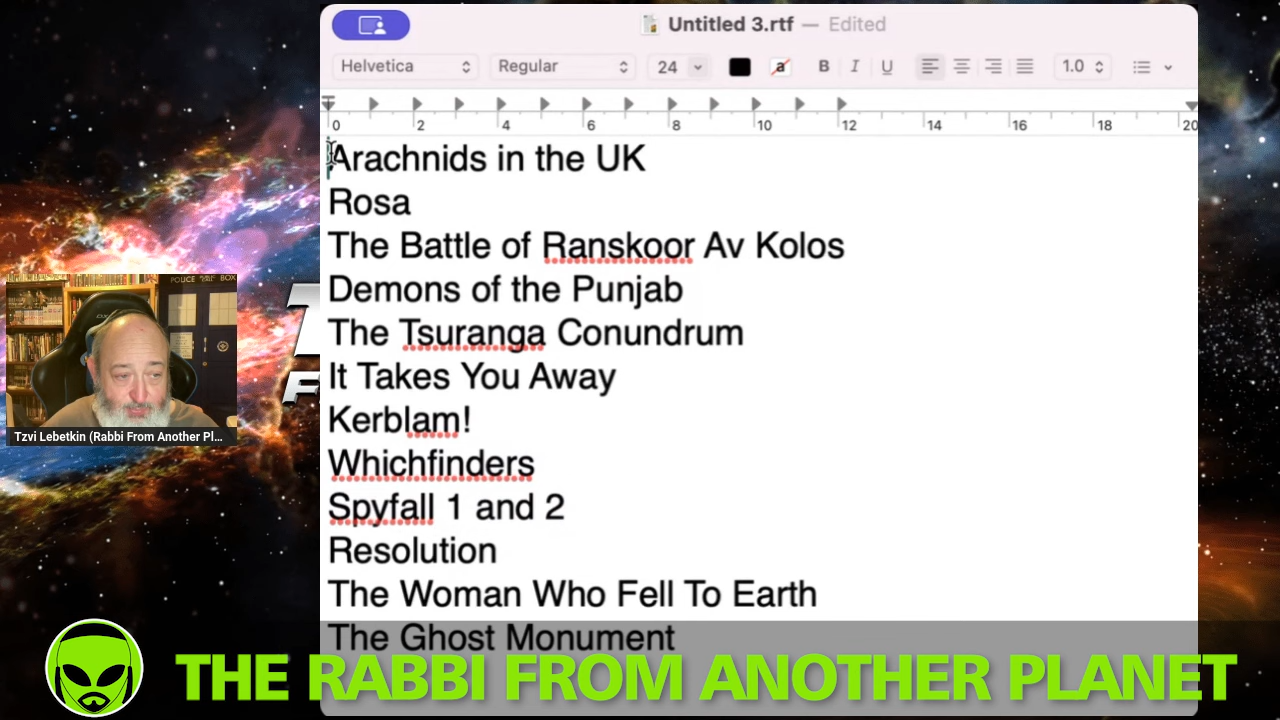 Untitled 3.rtf — Edited
Helvetica Regular 24 a B I U 1.0
0 2 4 6 8 10 12 14 16 18 20
Arachnids in the UK
Rosa
The Battle of Ranskoor Av Kolos
Demons of the Punjab
The Tsuranga Conundrum
It Takes You Away
Kerblam!
Whichfinders
Spyfall 1 and 2
Resolution
The Woman Who Fell To Earth
The Ghost Monument
POLICE BOX
Tzvi Lebetkin (Rabbi From Another Pl...
THE RABBI FROM ANOTHER PLANET